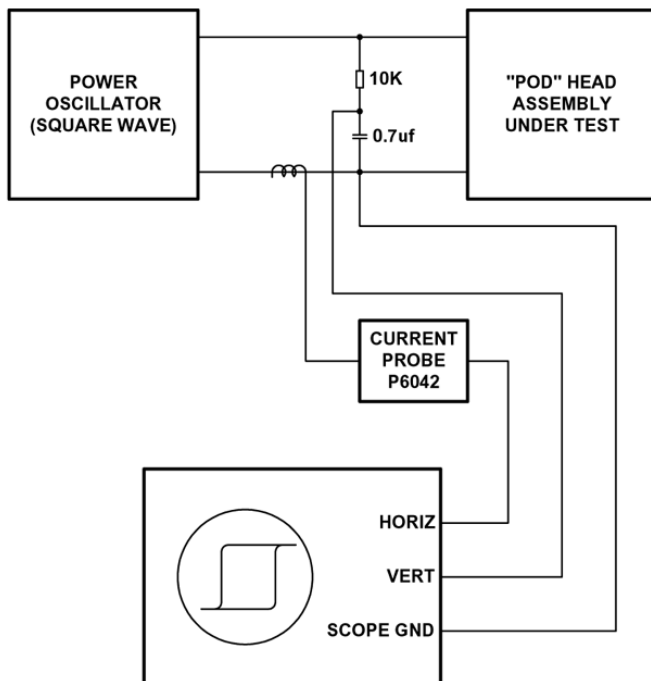 POWER
OSCILLATOR
(SQUARE WAVE)
10K
0.7uf
"POD" HEAD
ASSEMBLY
UNDER TEST
CURRENT
PROBE
P6042
HORIZ
VERT
SCOPE GND